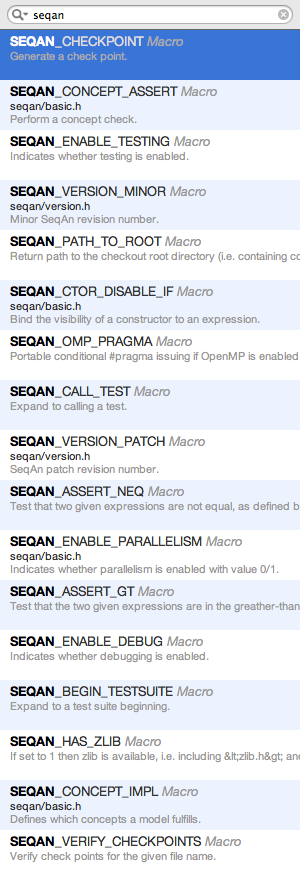 seqan
SEQAN_CHECKPOINT Macro
Generate a check point.
SEQAN_CONCEPT_ASSERT Macro
seqan/basic.h
Perform a concept check.
SEQAN_ENABLE_TESTING Macro
Indicates whether testing is enabled.
SEQAN_VERSION_MINOR Macro
seqan/version.h
Minor SeqAn revision number.
SEQAN_PATH_TO_ROOT Macro
Return path to the checkout root directory (i.e. containing co
SEQAN_CTOR_DISABLE_IF Macro
seqan/basic.h
Bind the visibility of a constructor to an expression.
SEQAN_OMP_PRAGMA Macro
Portable conditional #pragma issuing if OpenMP is enabled
SEQAN_CALL_TEST Macro
Expand to calling a test.
SEQAN_VERSION_PATCH Macro
seqan/version.h
SeqAn patch revision number.
SEQAN_ASSERT_NEQ Macro
Test that two given expressions are not equal, as defined b
SEQAN_ENABLE_PARALLELISM Macro
seqan/basic.h
Indicates whether parallelism is enabled with value 0/1.
SEQAN_ASSERT_GT Macro
Test that the two given expressions are in the greather-than
SEQAN_ENABLE_DEBUG Macro
Indicates whether debugging is enabled.
SEQAN_BEGIN_TESTSUITE Macro
Expand to a test suite beginning.
SEQAN_HAS_ZLIB Macro
If set to 1 then zlib is available, i.e. including &lt;zlib.h&gt; and
SEQAN_CONCEPT_IMPL Macro
seqan/basic.h
Defines which concepts a model fulfills.
SEQAN_VERIFY_CHECKPOINTS Macro
Verify check points for the given file name.